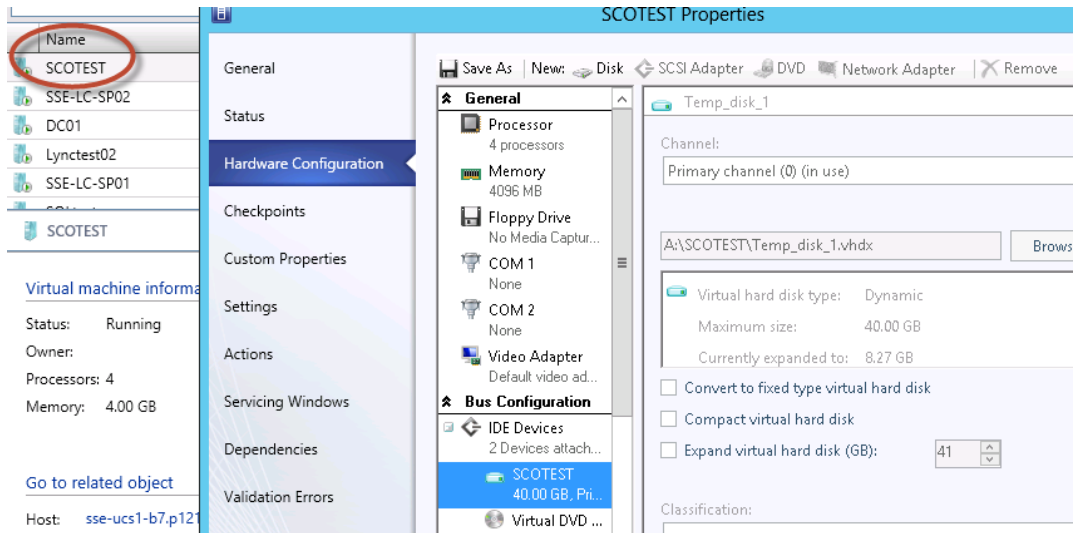 SCOTEST Properties
Name
SCOTEST
SSE-LC-SP02
DC01
Lynctest02
SSE-LC-SP01
SCOTEST
Virtual machine informa
Status: Running
Owner:
Processors: 4
Memory: 4.00 GB
Go to related object
Host: sse-ucs1-b7.p121
General
Status
Hardware Configuration
Checkpoints
Custom Properties
Settings
Actions
Servicing Windows
Dependencies
Validation Errors
Save As New: Disk SCSI Adapter DVD Network Adapter Remove
General
Processor
4 processors
Memory
4096 MB
Floppy Drive
No Media Captur...
COM 1
None
COM 2
None
Video Adapter
Default video ad...
Bus Configuration
IDE Devices
2 Devices attach...
SCOTEST
40.00 GB, Pri...
Virtual DVD ...
Temp_disk_1
Channel:
Primary channel (0) (in use)
A:\SCOTEST\Temp_disk_1.vhdx Brows
Virtual hard disk type: Dynamic
Maximum size: 40.00 GB
Currently expanded to: 8.27 GB
Convert to fixed type virtual hard disk
Compact virtual hard disk
Expand virtual hard disk (GB): 41
Classification: